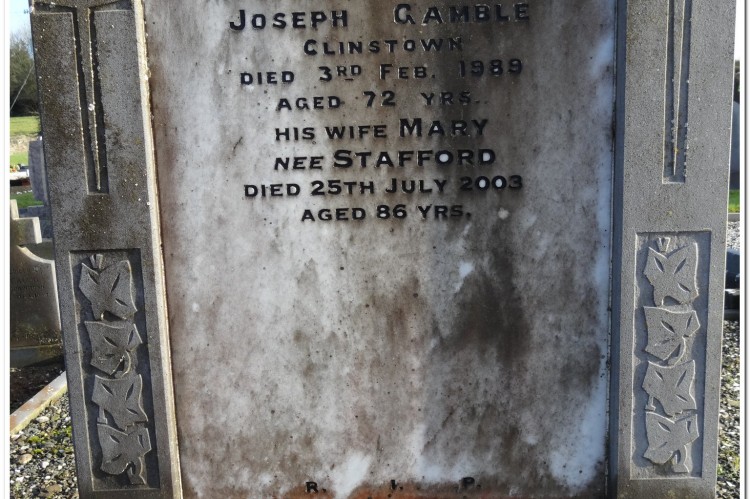 JOSEPH GAMBLE
CLINSTOWN
DIED 3RD FEB. 1989
AGED 72 YRS.
HIS WIFE MARY
NEE STAFFORD
DIED 25TH JULY 2003
AGED 86 YRS.
R. I. P.